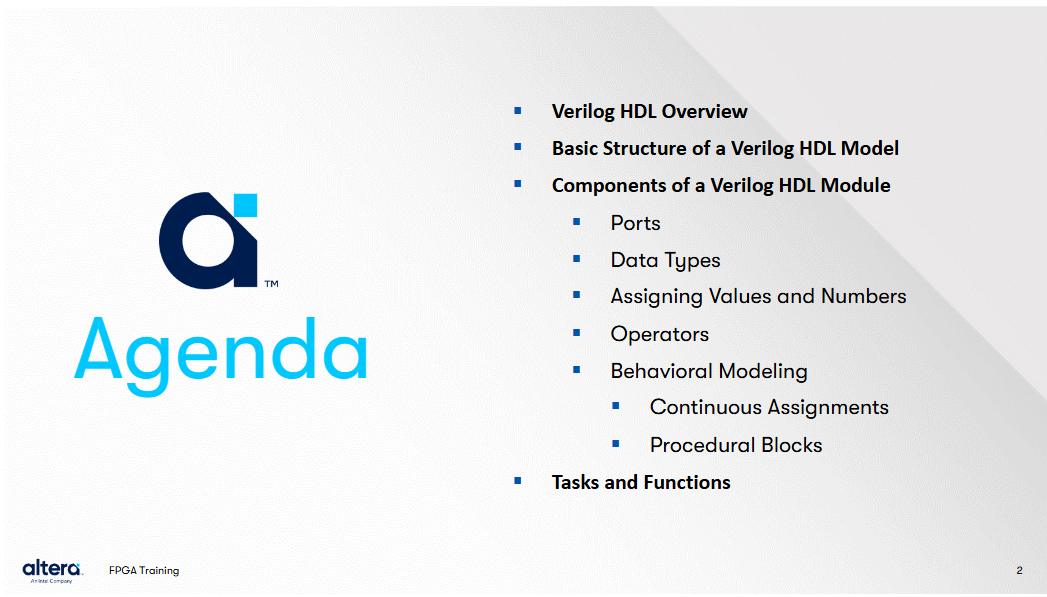 Verilog HDL Overview
Basic Structure of a Verilog HDL Model
Components of a Verilog HDL Module
Ports
Data Types
Assigning Values and Numbers
Operators
Behavioral Modeling
Continuous Assignments
Procedural Blocks
Tasks and Functions
a TM
Agenda
altera
An Intel Company
FPGA Training
2